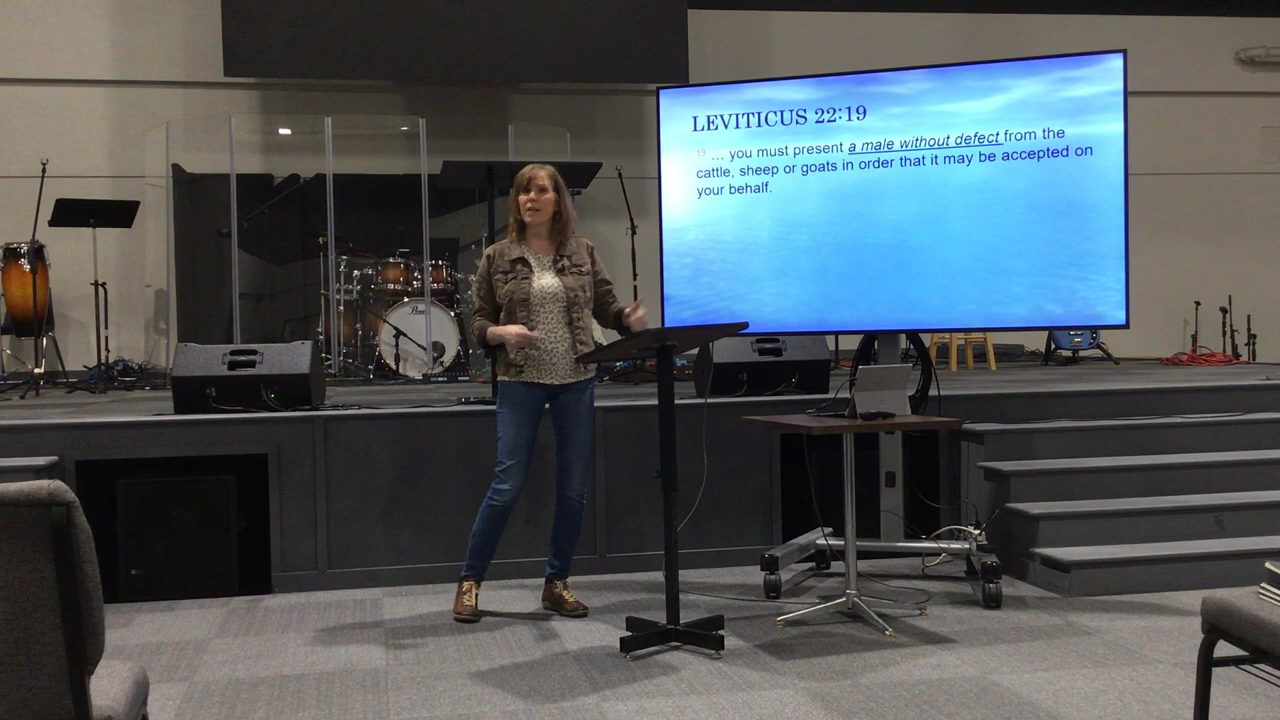 LEVITICUS 22:19
19 ... you must present a male without defect from the
cattle, sheep or goats in order that it may be accepted on
your behalf.